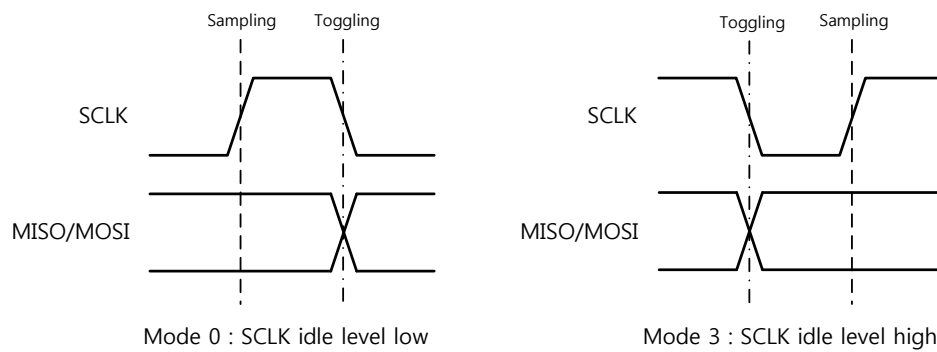 Sampling Toggling
Toggling Sampling
SCLK
SCLK
MISO/MOSI
MISO/MOSI
Mode 0 : SCLK idle level low
Mode 3 : SCLK idle level high